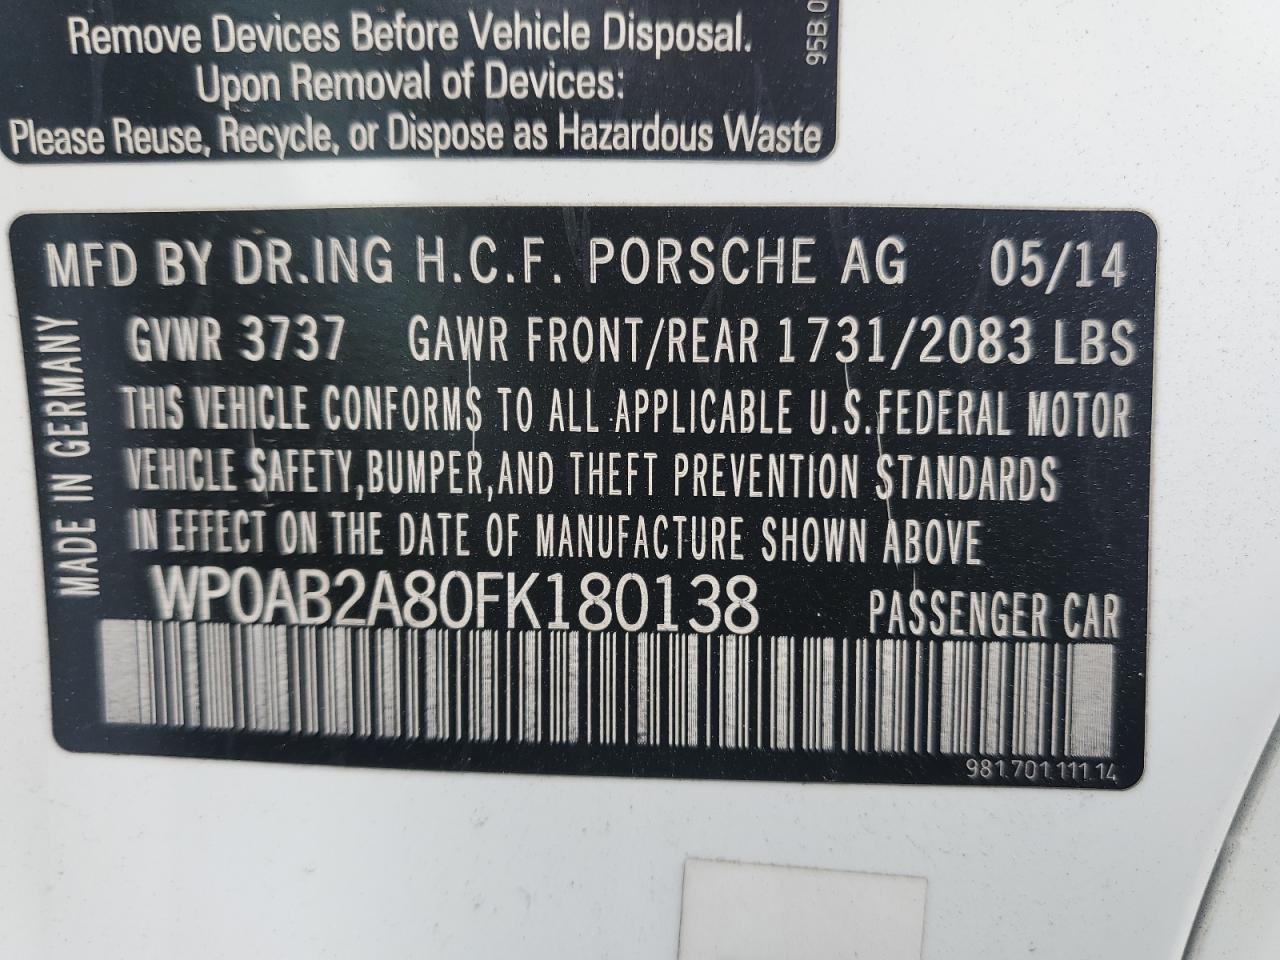 Remove Devices Before Vehicle Disposal.
Upon Removal of Devices:
Please Reuse, Recycle, or Dispose as Hazardous Waste
95B.0
MFD BY DR.ING H.C.F. PORSCHE AG 05/14
GVWR 3737 GAWR FRONT/REAR 1731/2083 LBS
THIS VEHICLE CONFORMS TO ALL APPLICABLE U.S.FEDERAL MOTOR
VEHICLE SAFETY,BUMPER,AND THEFT PREVENTION STANDARDS
IN EFFECT ON THE DATE OF MANUFACTURE SHOWN ABOVE
WP0AB2A80FK180138 PASSENGER CAR
981.701.111.14
MADE IN GERMANY